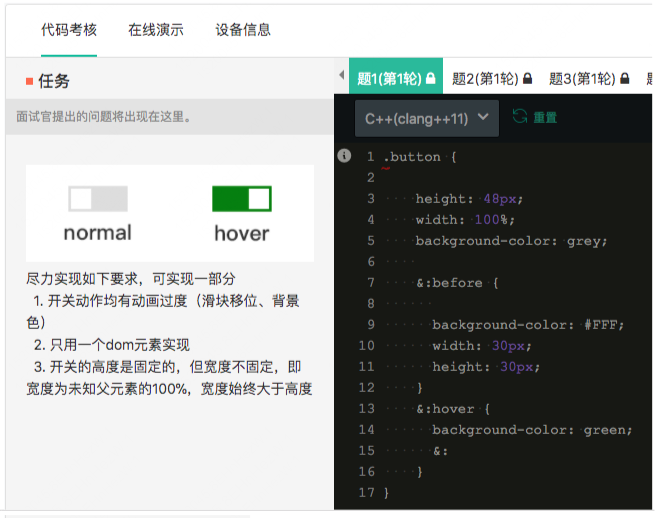 代码考核 在线演示 设备信息
任务
面试官提出的问题将出现在这里。
normal hover
尽力实现如下要求，可实现一部分
1. 开关动作均有动画过度（滑块移位、背景
色）
2. 只用一个dom元素实现
3. 开关的高度是固定的，但宽度不固定，即
宽度为未知父元素的100%，宽度始终大于高度
题1(第1轮) 题2(第1轮) 题3(第1轮)
C++(clang++11) 重置
1 .button {
2
3 height: 48px;
4 width: 100%;
5 background-color: grey;
6
7 &:before {
8
9 background-color: #FFF;
10 width: 30px;
11 height: 30px;
12 }
13 &:hover {
14 background-color: green;
15 &:
16 }
17 }